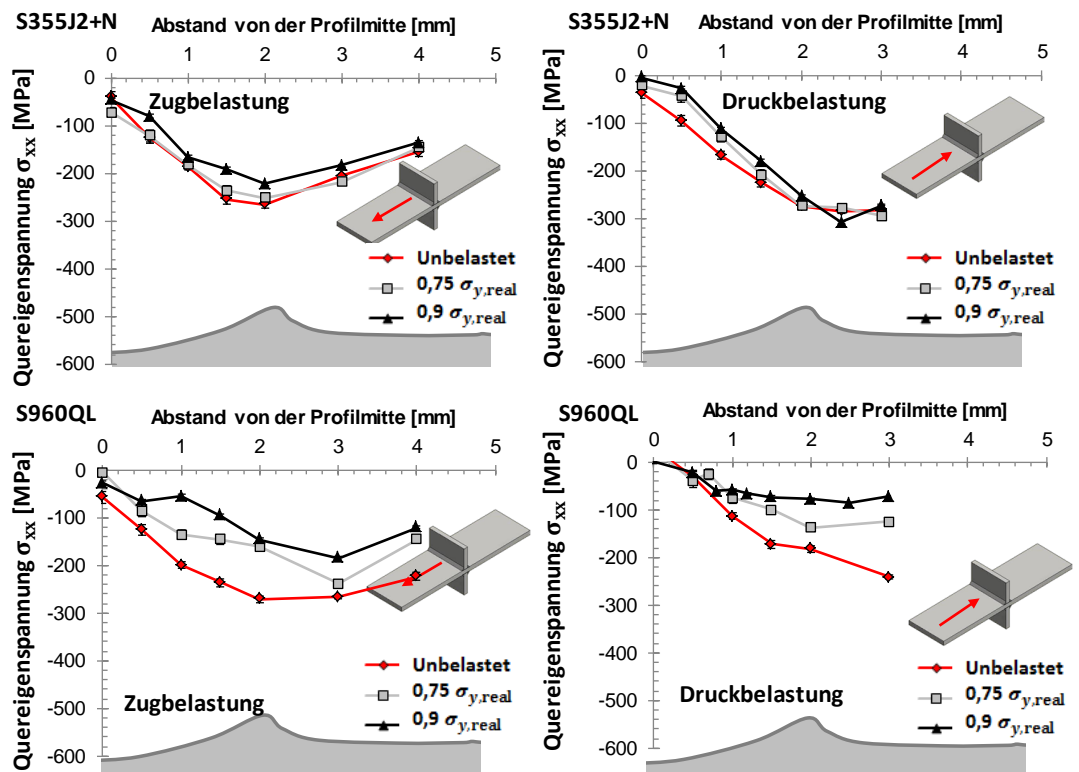 S355J2+N
Abstand von der Profilmitte [mm]
0 1 2 3 4 5
Quereigenspannung σxx [MPa]
0
-100
-200
-300
-400
-500
-600
Zugbelastung
Unbelastet
0,75 σy,real
0,9 σy,real
S355J2+N
Abstand von der Profilmitte [mm]
0 1 2 3 4 5
Quereigenspannung σxx [MPa]
0
-100
-200
-300
-400
-500
-600
Druckbelastung
Unbelastet
0,75 σy,real
0,9 σy,real
S960QL
Abstand von der Profilmitte [mm]
0 1 2 3 4 5
Quereigenspannung σxx [MPa]
0
-100
-200
-300
-400
-500
-600
Unbelastet
0,75 σy,real
0,9 σy,real
Zugbelastung
S960QL
Abstand von der Profilmitte [mm]
0 1 2 3 4 5
Quereigenspannung σxx [MPa]
0
-100
-200
-300
-400
-500
-600
Unbelastet
0,75 σy,real
0,9 σy,real
Druckbelastung